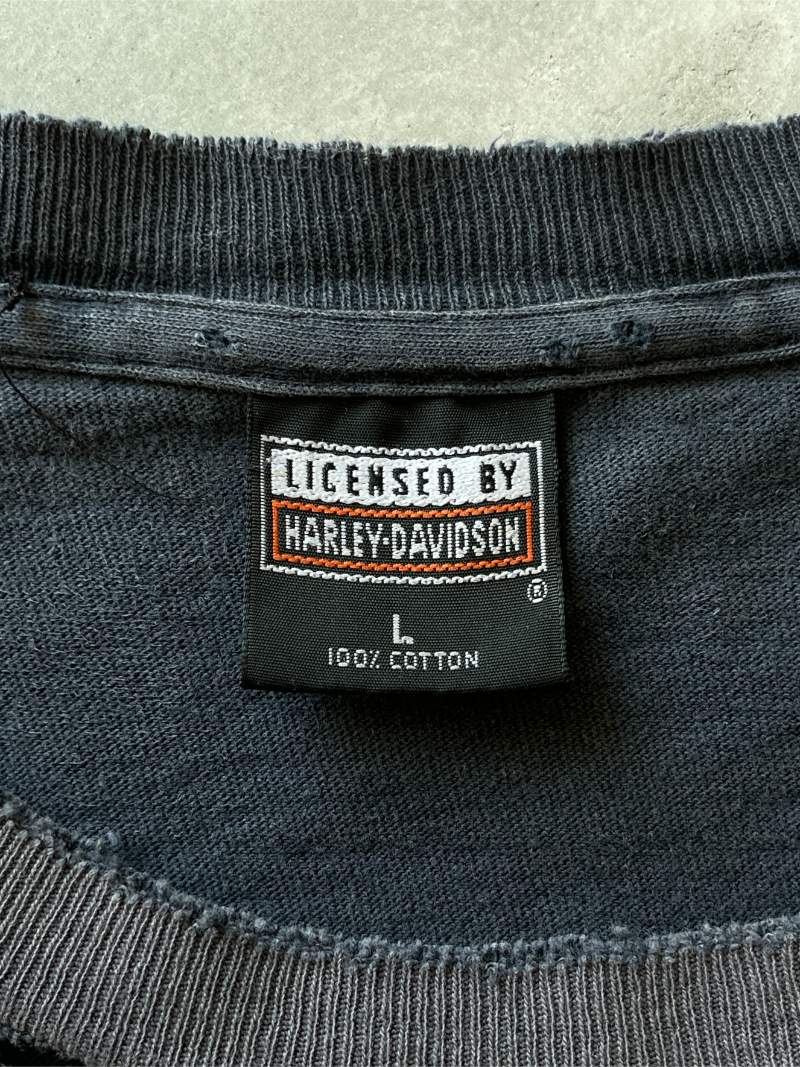 LICENSED BY
HARLEY-DAVIDSON
®
L
100% COTTON